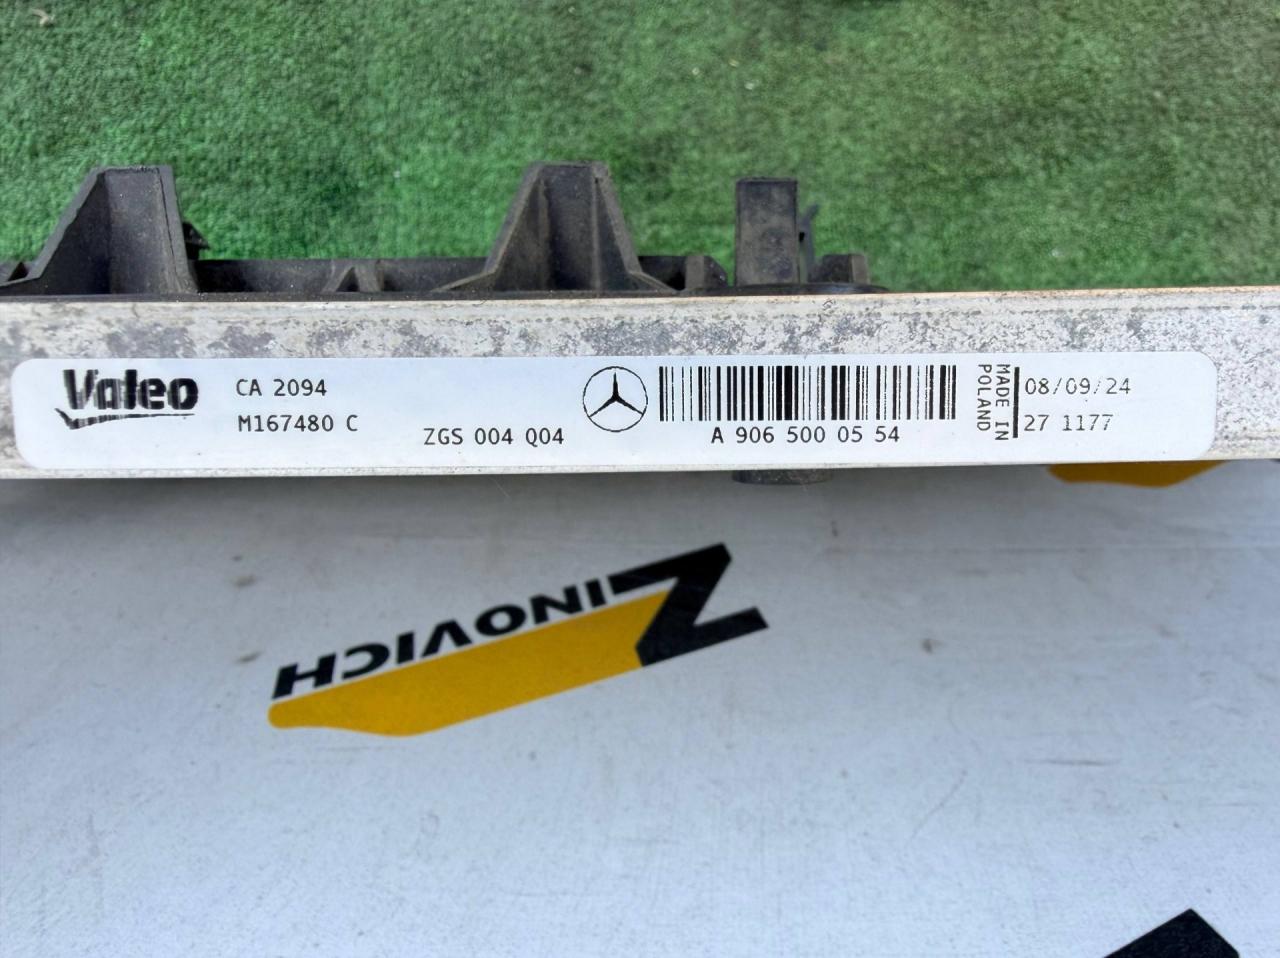 Valeo
CA 2094
M167480 C
ZGS 004 Q04
A 906 500 05 54
MADE IN
POLAND
08/09/24
27 1177
ZINOVICH